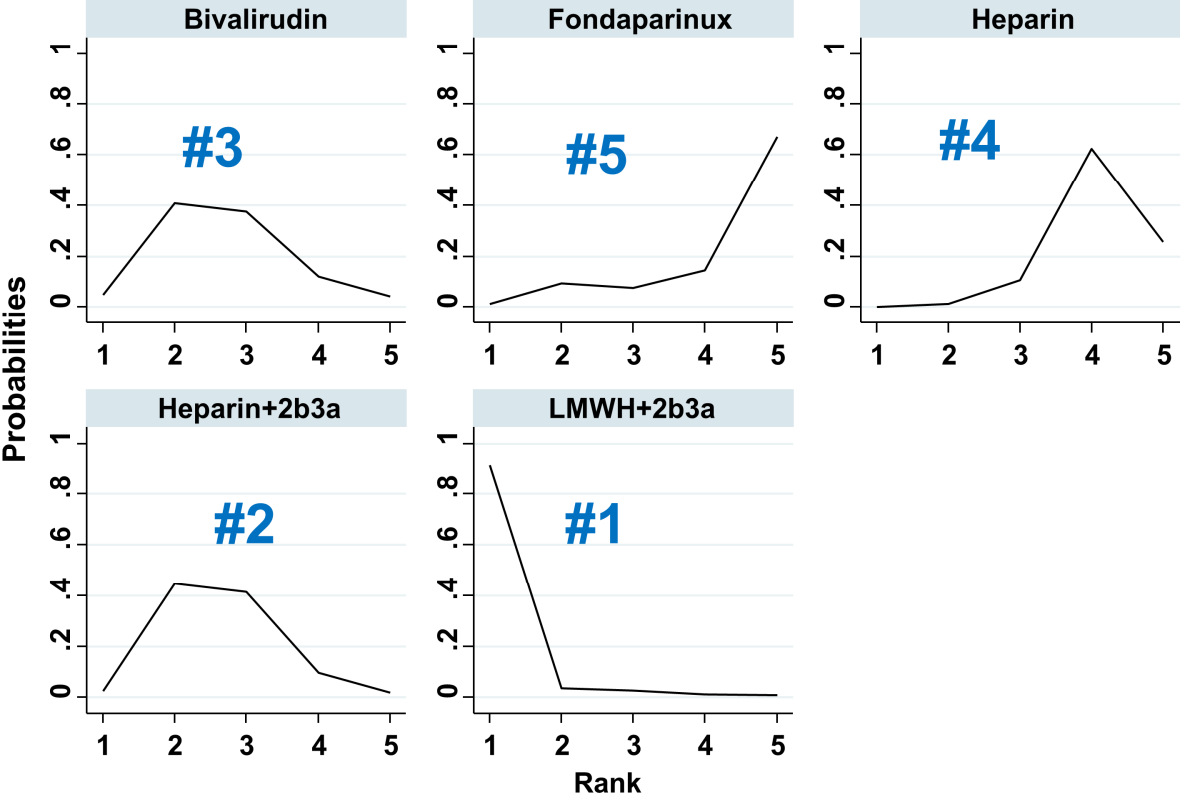 Bivalirudin
Fondaparinux
Heparin
1
.8
.6
.4
.2
0
#3
1 2 3 4 5
1
.8
.6
.4
.2
0
#5
1 2 3 4 5
1
.8
.6
.4
.2
0
#4
1 2 3 4 5
Probabilities
Heparin+2b3a
LMWH+2b3a
1
.8
.6
.4
.2
0
#2
1 2 3 4 5
1
.8
.6
.4
.2
0
#1
1 2 3 4 5
Rank